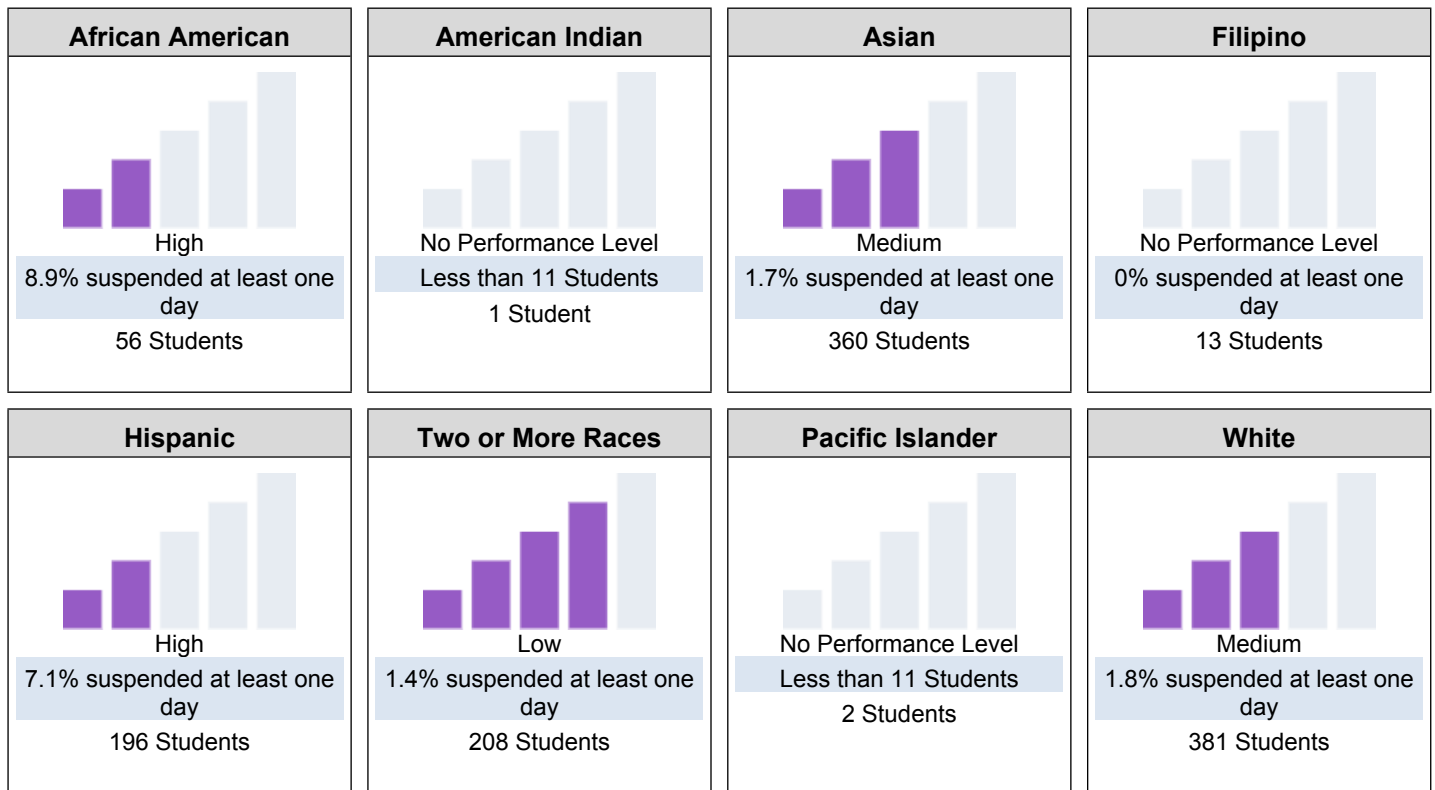 African American
High
8.9% suspended at least one
day
56 Students
American Indian
No Performance Level
Less than 11 Students
1 Student
Asian
Medium
1.7% suspended at least one
day
360 Students
Filipino
No Performance Level
0% suspended at least one
day
13 Students
Hispanic
High
7.1% suspended at least one
day
196 Students
Two or More Races
Low
1.4% suspended at least one
day
208 Students
Pacific Islander
No Performance Level
Less than 11 Students
2 Students
White
Medium
1.8% suspended at least one
day
381 Students